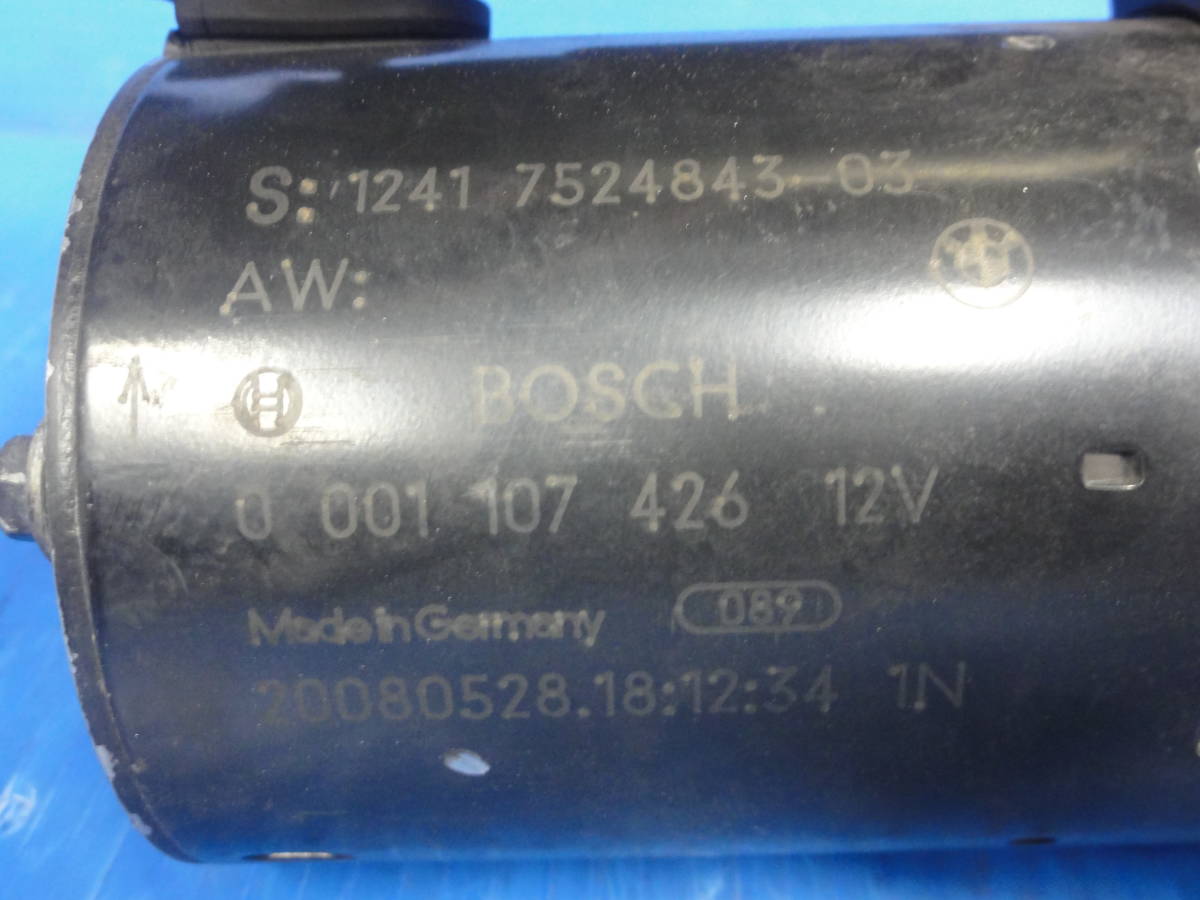 S: 1241 7524843-03
AW:
BOSCH
0 001 107 426 12V
Made in Germany 089
20080528.18:12:34 1N